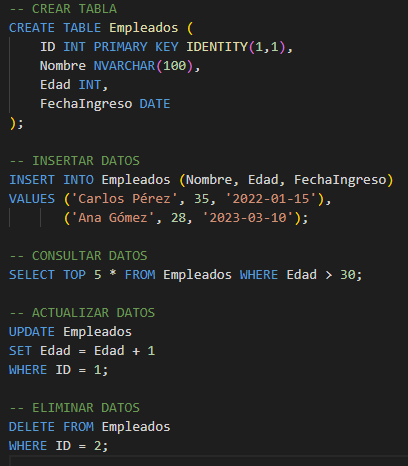 -- CREAR TABLA
CREATE TABLE Empleados (
    ID INT PRIMARY KEY IDENTITY(1,1),
    Nombre NVARCHAR(100),
    Edad INT,
    FechaIngreso DATE
);

-- INSERTAR DATOS
INSERT INTO Empleados (Nombre, Edad, FechaIngreso)
VALUES ('Carlos Pérez', 35, '2022-01-15'),
       ('Ana Gómez', 28, '2023-03-10');

-- CONSULTAR DATOS
SELECT TOP 5 * FROM Empleados WHERE Edad > 30;

-- ACTUALIZAR DATOS
UPDATE Empleados
SET Edad = Edad + 1
WHERE ID = 1;

-- ELIMINAR DATOS
DELETE FROM Empleados
WHERE ID = 2;